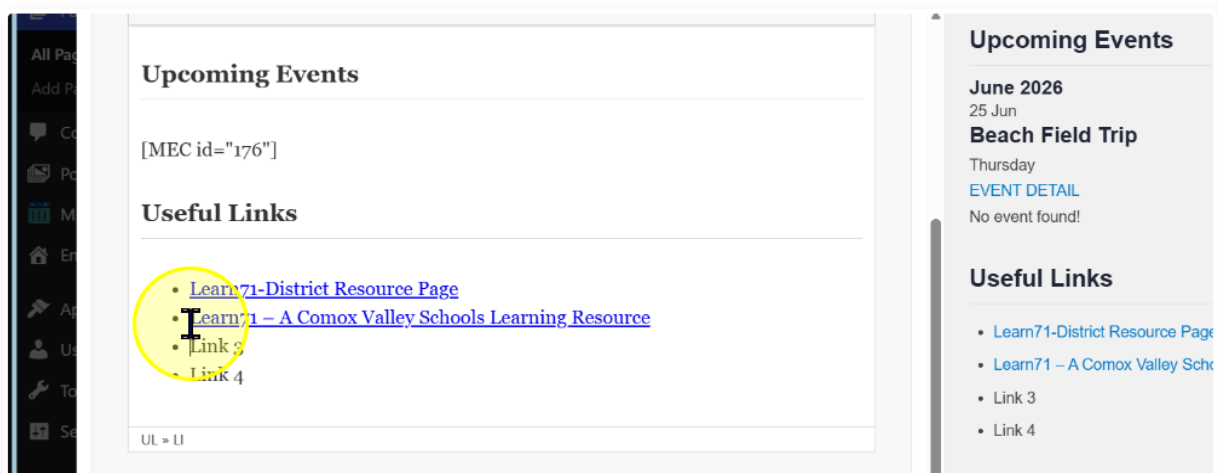 All Pag
Add Pa
Co
Po
M
En
Ap
Us
To
Se
Upcoming Events
[MEC id="176"]
Useful Links
Learn71-District Resource Page
Learn71 – A Comox Valley Schools Learning Resource
Link 3
Link 4
UL » LI
Upcoming Events
June 2026
25 Jun
Beach Field Trip
Thursday
EVENT DETAIL
No event found!
Useful Links
Learn71-District Resource Page
Learn71 – A Comox Valley Scho
Link 3
Link 4